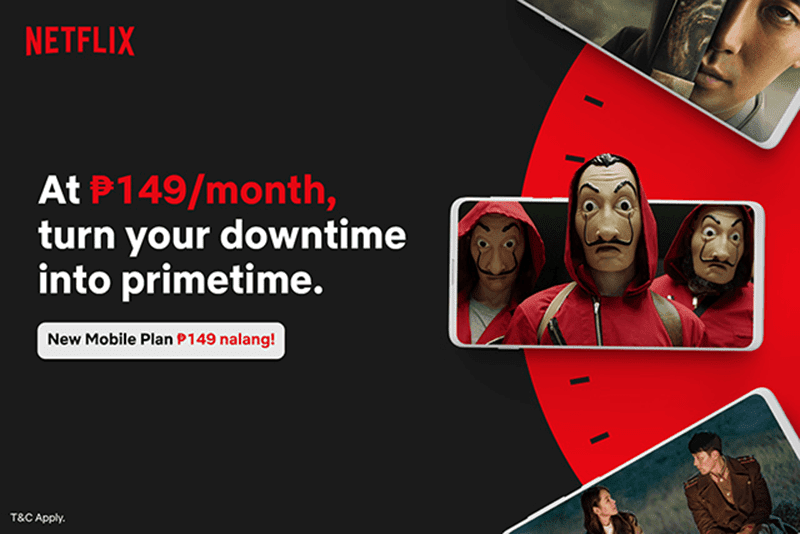 NETFLIX
At ₱149/month,
turn your downtime
into primetime.
New Mobile Plan ₱149 nalang!
T&C Apply.